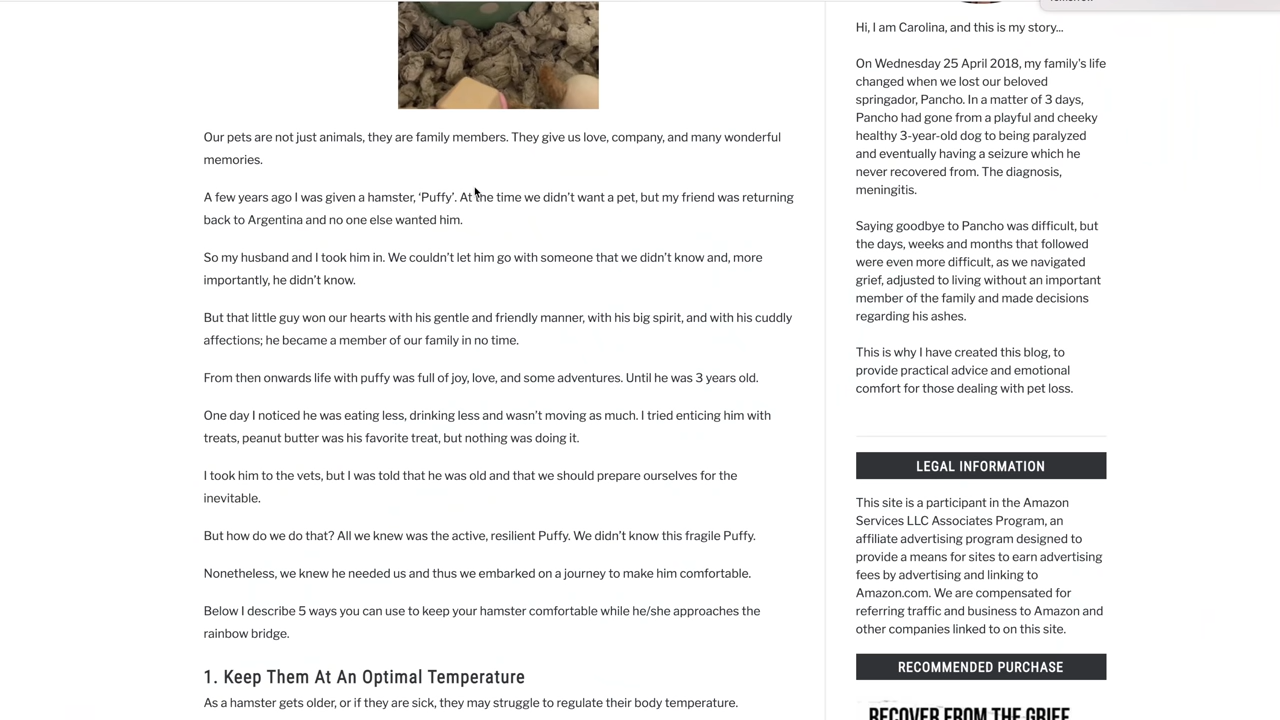 Our pets are not just animals, they are family members. They give us love, company, and many wonderful
memories.
A few years ago I was given a hamster, ‘Puffy’. At the time we didn’t want a pet, but my friend was returning
back to Argentina and no one else wanted him.
So my husband and I took him in. We couldn’t let him go with someone that we didn’t know and, more
importantly, he didn’t know.
But that little guy won our hearts with his gentle and friendly manner, with his big spirit, and with his cuddly
affections; he became a member of our family in no time.
From then onwards life with puffy was full of joy, love, and some adventures. Until he was 3 years old.
One day I noticed he was eating less, drinking less and wasn’t moving as much. I tried enticing him with
treats, peanut butter was his favorite treat, but nothing was doing it.
I took him to the vets, but I was told that he was old and that we should prepare ourselves for the
inevitable.
But how do we do that? All we knew was the active, resilient Puffy. We didn’t know this fragile Puffy.
Nonetheless, we knew he needed us and thus we embarked on a journey to make him comfortable.
Below I describe 5 ways you can use to keep your hamster comfortable while he/she approaches the
rainbow bridge.
1. Keep Them At An Optimal Temperature
As a hamster gets older, or if they are sick, they may struggle to regulate their body temperature.
Hi, I am Carolina, and this is my story...
On Wednesday 25 April 2018, my family's life
changed when we lost our beloved
springador, Pancho. In a matter of 3 days,
Pancho had gone from a playful and cheeky
healthy 3-year-old dog to being paralyzed
and eventually having a seizure which he
never recovered from. The diagnosis,
meningitis.
Saying goodbye to Pancho was difficult, but
the days, weeks and months that followed
were even more difficult, as we navigated
grief, adjusted to living without an important
member of the family and made decisions
regarding his ashes.
This is why I have created this blog, to
provide practical advice and emotional
comfort for those dealing with pet loss.
LEGAL INFORMATION
This site is a participant in the Amazon
Services LLC Associates Program, an
affiliate advertising program designed to
provide a means for sites to earn advertising
fees by advertising and linking to
Amazon.com. We are compensated for
referring traffic and business to Amazon and
other companies linked to on this site.
RECOMMENDED PURCHASE
RECOVER FROM THE GRIEF